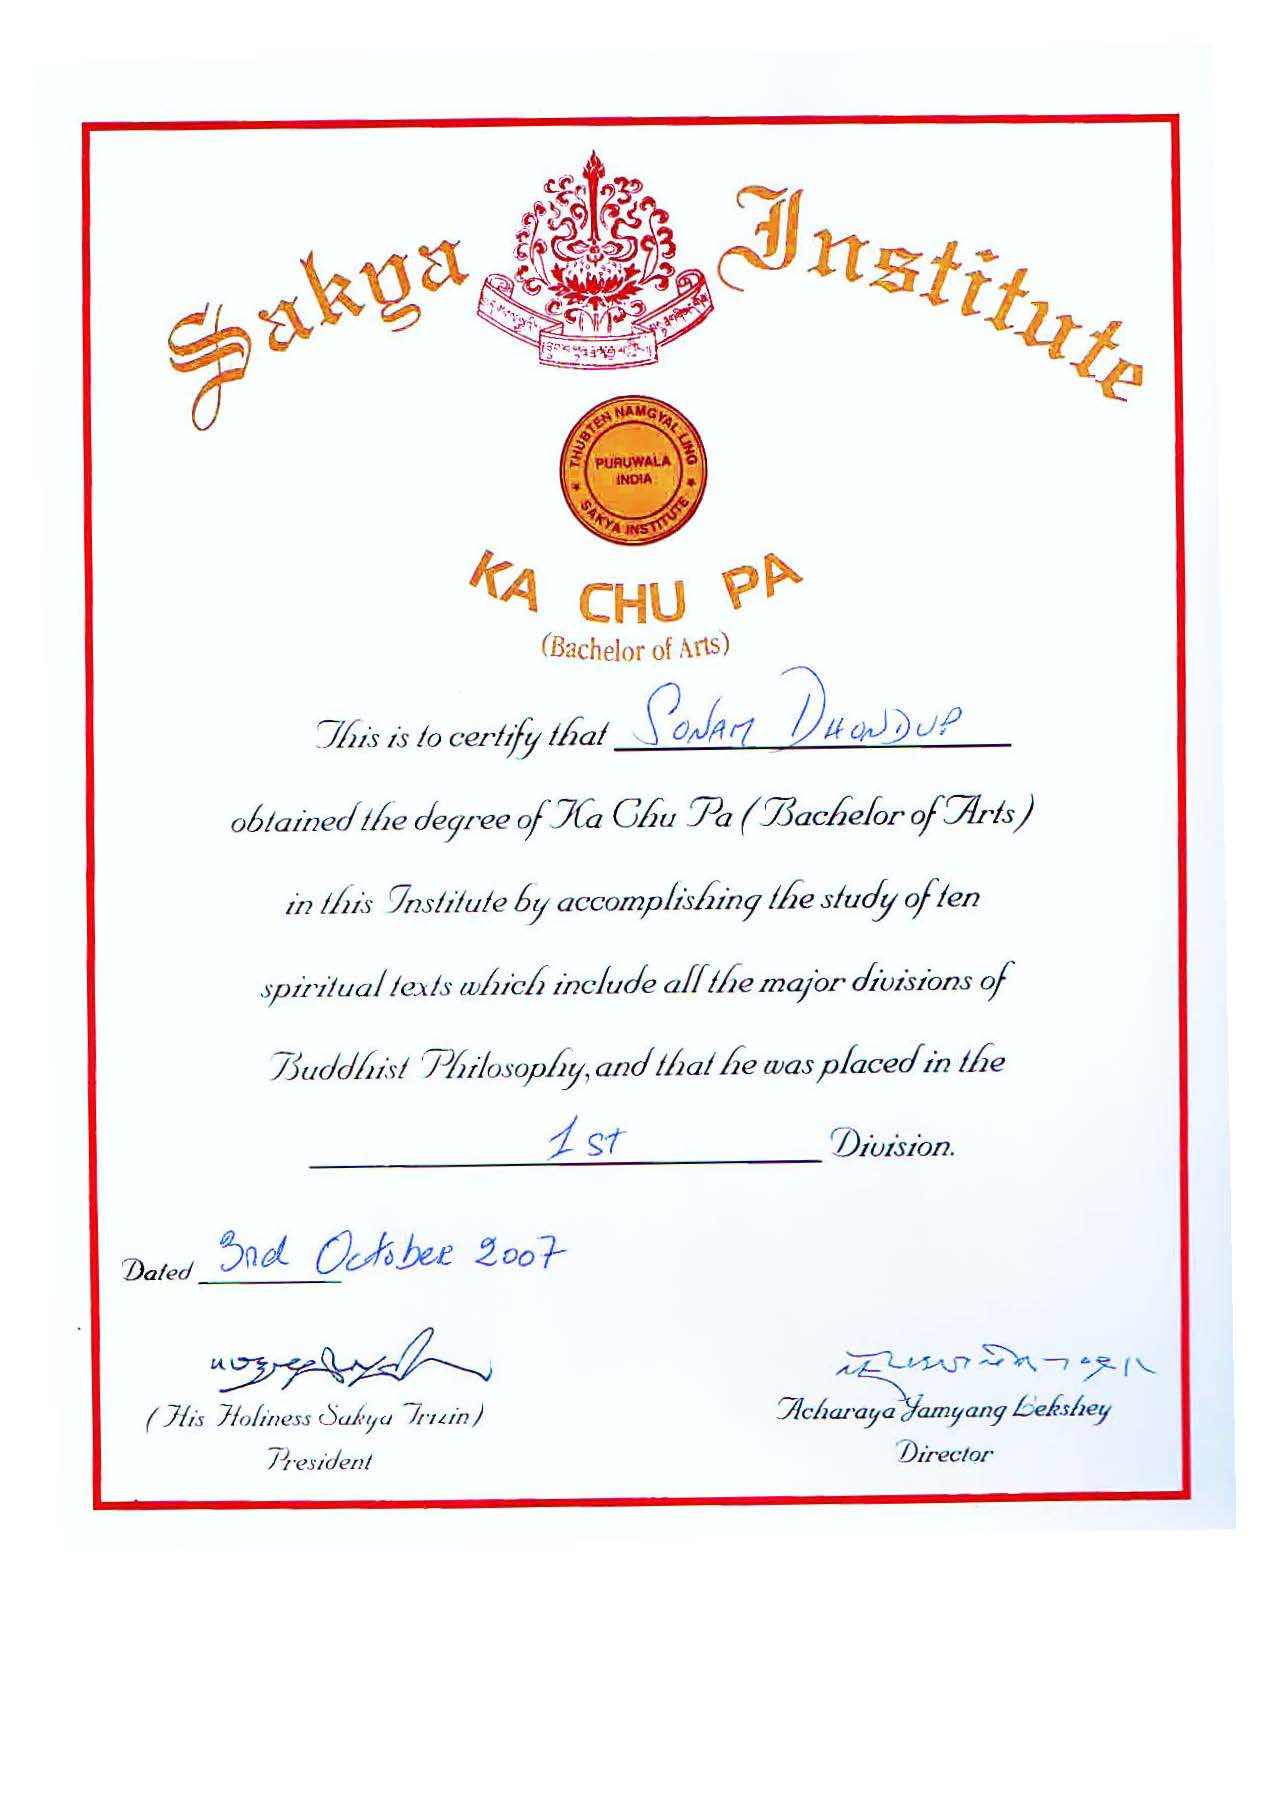 Sakya Institute
THUBTEN NAMGYAL LING
PURUWALA
INDIA
SAKYA INSTITUTE
KA CHU PA
(Bachelor of Arts)
This is to certify that SONAM DHONDUP
obtained the degree of Ka Chu Pa (Bachelor of Arts)
in this Institute by accomplishing the study of ten
spiritual texts which include all the major divisions of
Buddhist Philosophy, and that he was placed in the
1st Division.
Dated 3nd October 2007
(His Holiness Sakya Trizin)
President
Acharaya Jamyang Lekshey
Director